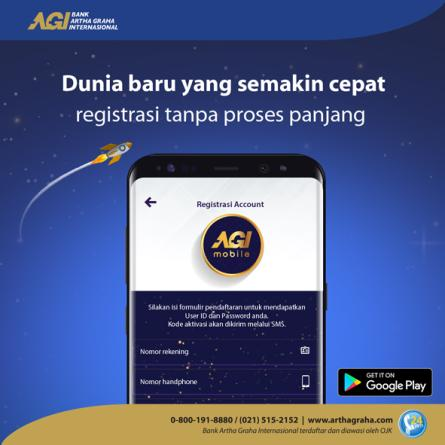 AGI BANK
ARTHA GRAHA
INTERNASIONAL
Dunia baru yang semakin cepat
registrasi tanpa proses panjang
Registrasi Account
AGI
mobile
Silakan isi formulir pendaftaran untuk mendapatkan
User ID dan Password anda.
Kode aktivasi akan dikirim melalui SMS.
Nomor rekening
Nomor handphone
GET IT ON
Google Play
0-800-191-8880 / (021) 515-2152 | www.arthagraha.com
Bank Artha Graha Internasional terdaftar dan diawasi oleh OJK
24